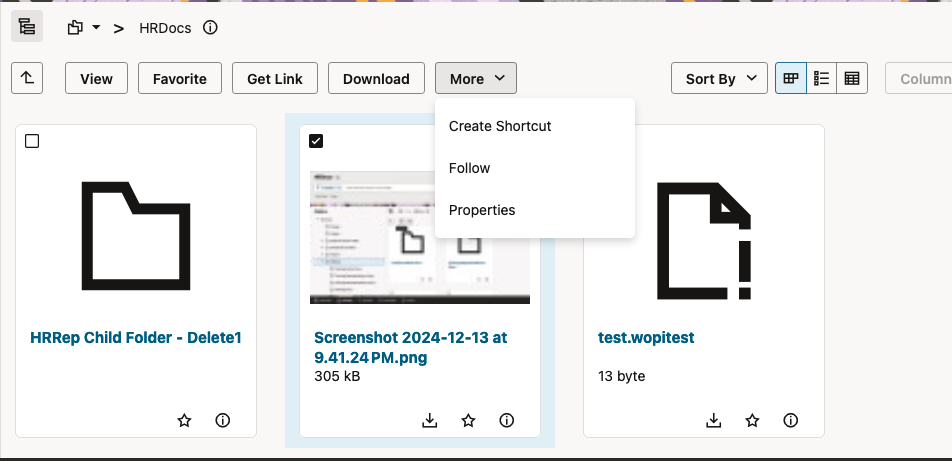 > HRDocs
View Favorite Get Link Download More Sort By Column
Create Shortcut
Follow
Properties
HRRep Child Folder - Delete1
Screenshot 2024-12-13 at
9.41.24 PM.png
305 kB
test.wopitest
13 byte